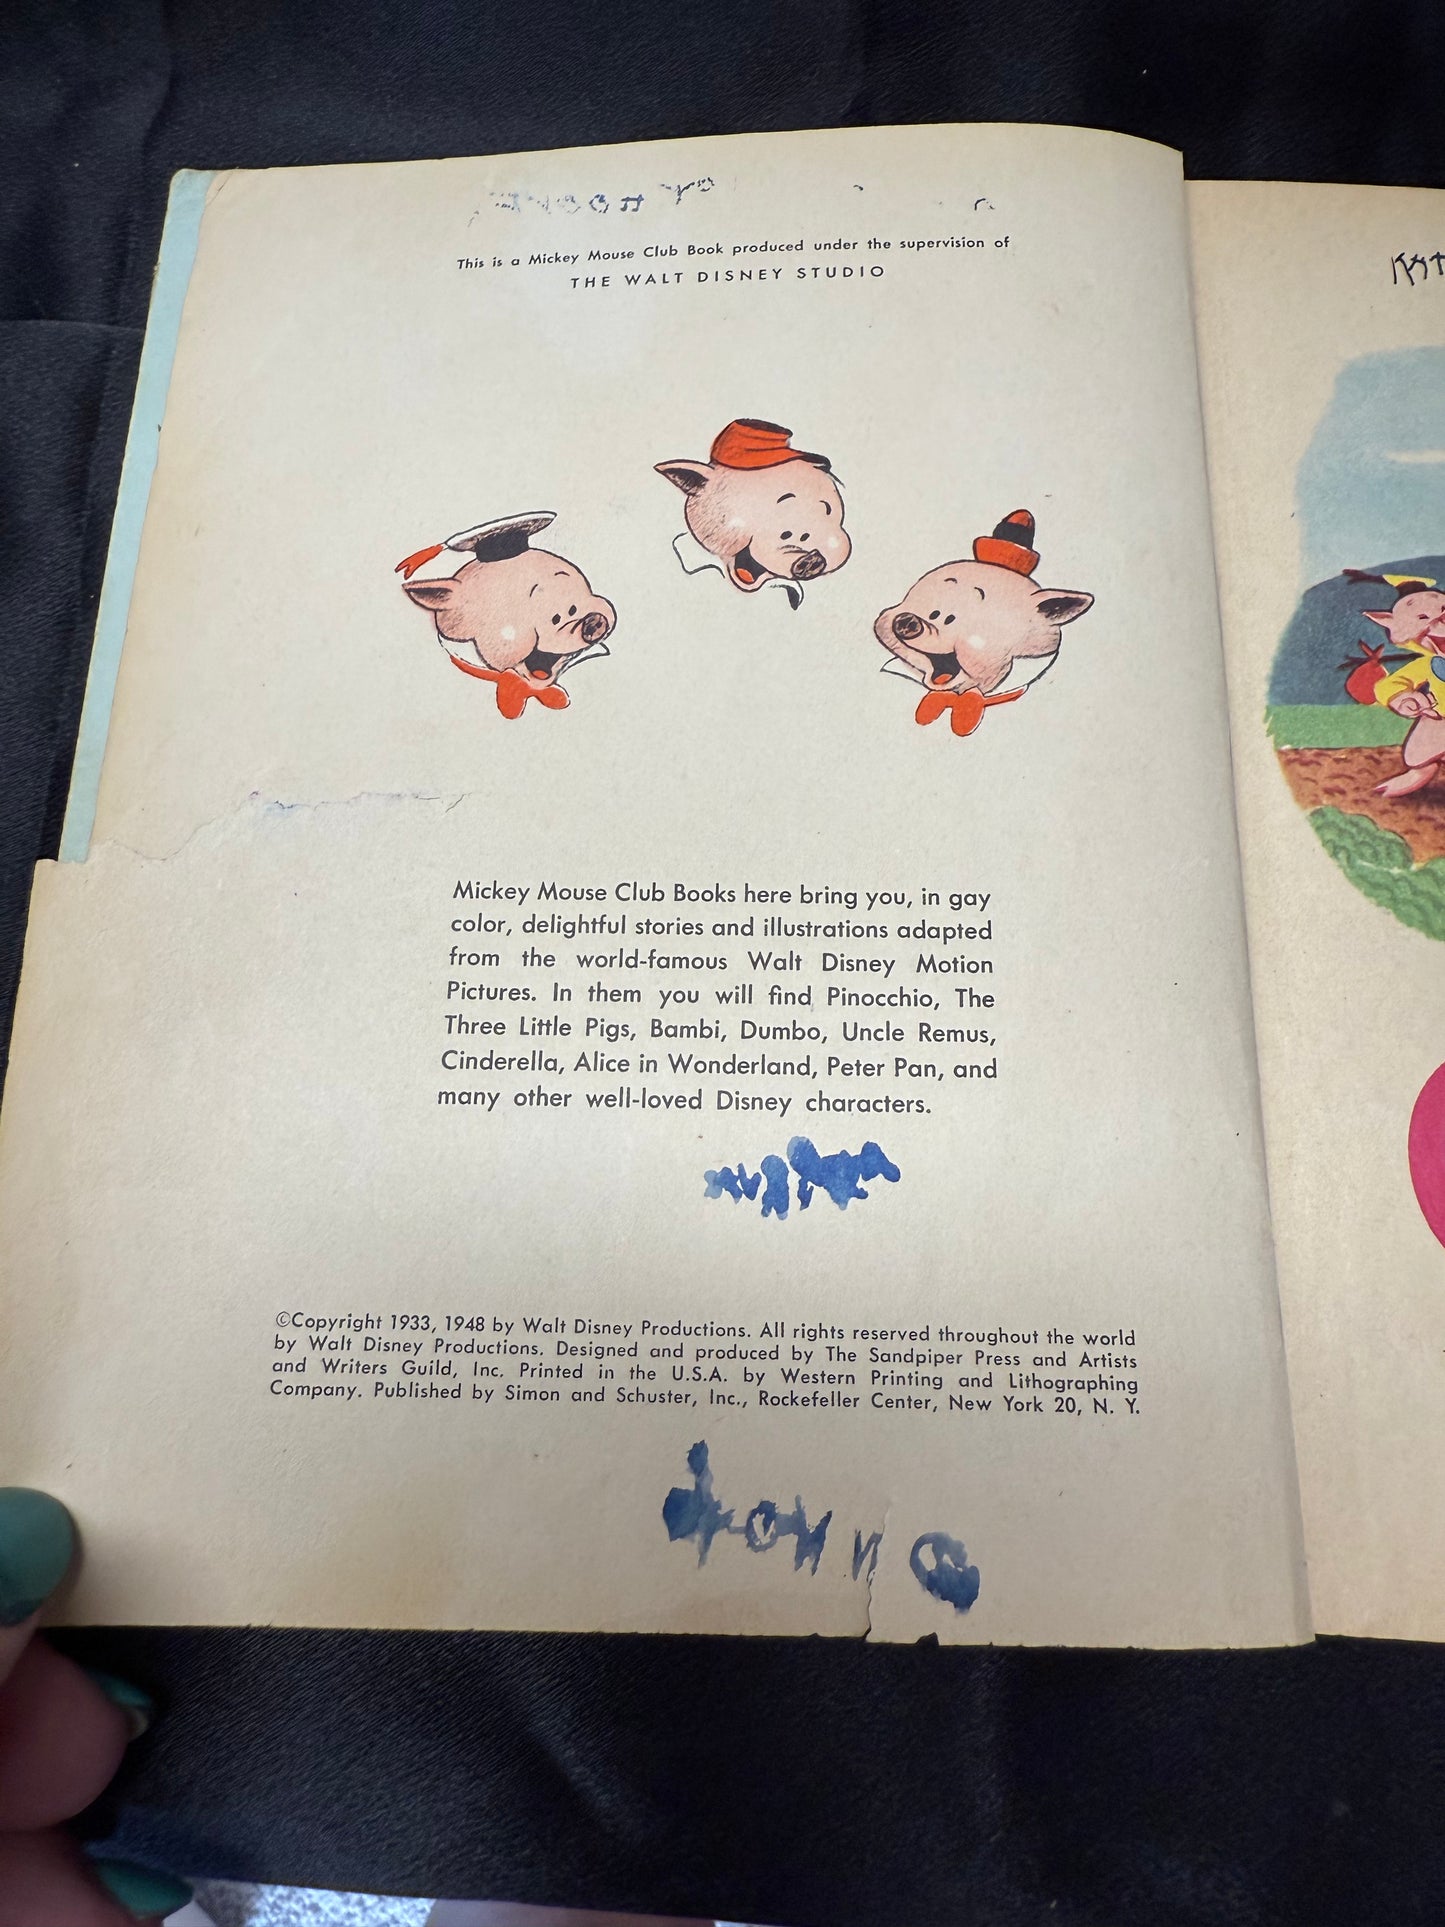 This is a Mickey Mouse Club Book produced under the supervision of
THE WALT DISNEY STUDIO
Mickey Mouse Club Books here bring you, in gay
color, delightful stories and illustrations adapted
from the world-famous Walt Disney Motion
Pictures. In them you will find Pinocchio, The
Three Little Pigs, Bambi, Dumbo, Uncle Remus,
Cinderella, Alice in Wonderland, Peter Pan, and
many other well-loved Disney characters.
©Copyright 1933, 1948 by Walt Disney Productions. All rights reserved throughout the world
by Walt Disney Productions. Designed and produced by The Sandpiper Press and Artists
and Writers Guild, Inc. Printed in the U.S.A. by Western Printing and Lithographing
Company. Published by Simon and Schuster, Inc., Rockefeller Center, New York 20, N. Y.